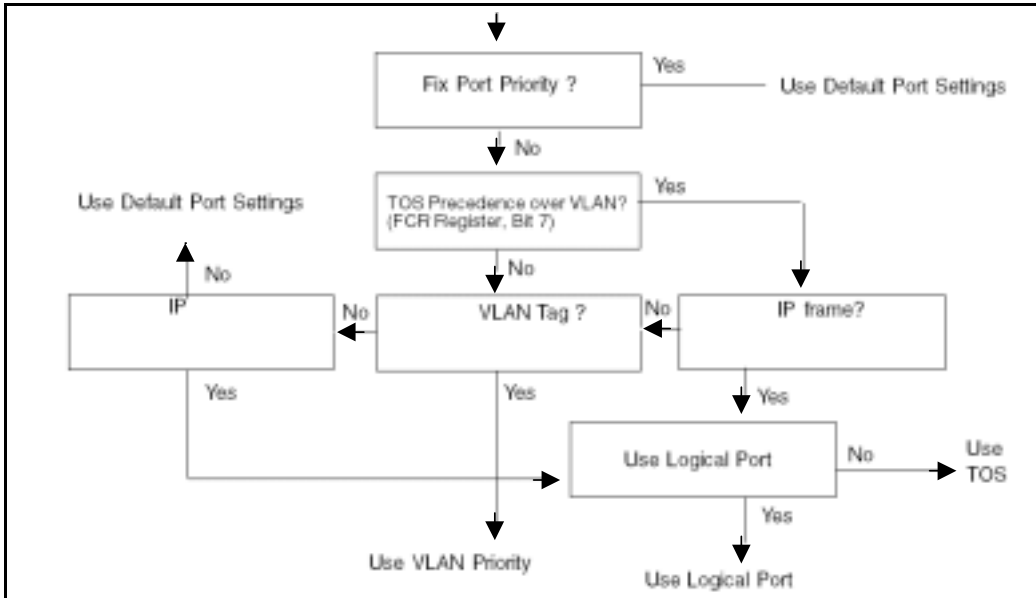 Fix Port Priority ?
Yes
Use Default Port Settings
No
TOS Precedence over VLAN?
(FCR Register, Bit 7)
Yes
Use Default Port Settings
No
No
IP
No
VLAN Tag ?
No
IP frame?
Yes
Yes
Yes
Use Logical Port
No
Use
TOS
Yes
Use VLAN Priority
Use Logical Port